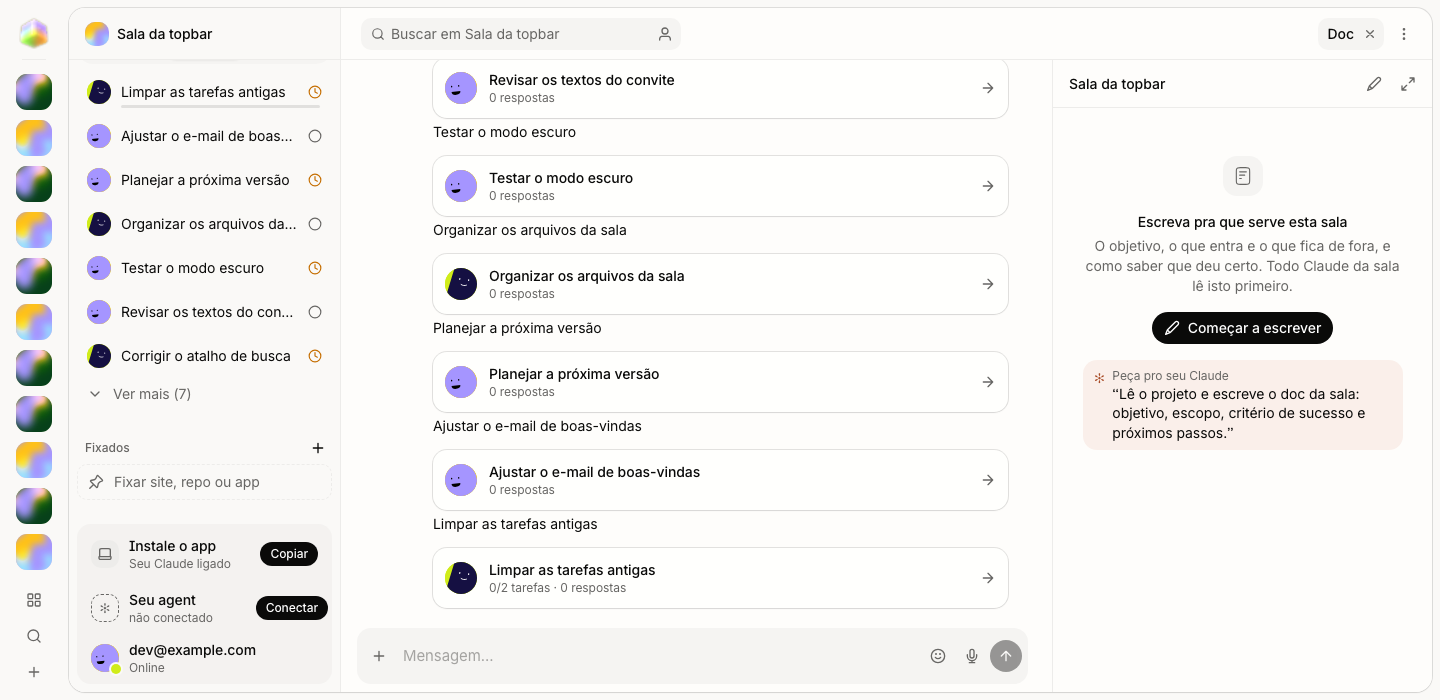 Sala da topbar
Buscar em Sala da topbar
Doc
Limpar as tarefas antigas
Ajustar o e-mail de boas...
Planejar a próxima versão
Organizar os arquivos da...
Testar o modo escuro
Revisar os textos do con...
Corrigir o atalho de busca
Ver mais (7)
Fixados
Fixar site, repo ou app
Instale o app
Seu Claude ligado
Copiar
Seu agent
não conectado
Conectar
dev@example.com
Online
Revisar os textos do convite
0 respostas
Testar o modo escuro
Testar o modo escuro
0 respostas
Organizar os arquivos da sala
Organizar os arquivos da sala
0 respostas
Planejar a próxima versão
Planejar a próxima versão
0 respostas
Ajustar o e-mail de boas-vindas
Ajustar o e-mail de boas-vindas
0 respostas
Limpar as tarefas antigas
Limpar as tarefas antigas
0/2 tarefas · 0 respostas
Mensagem...
Sala da topbar
Escreva pra que serve esta sala
O objetivo, o que entra e o que fica de fora, e
como saber que deu certo. Todo Claude da sala
lê isto primeiro.
Começar a escrever
Peça pro seu Claude
“Lê o projeto e escreve o doc da sala:
objetivo, escopo, critério de sucesso e
próximos passos.”